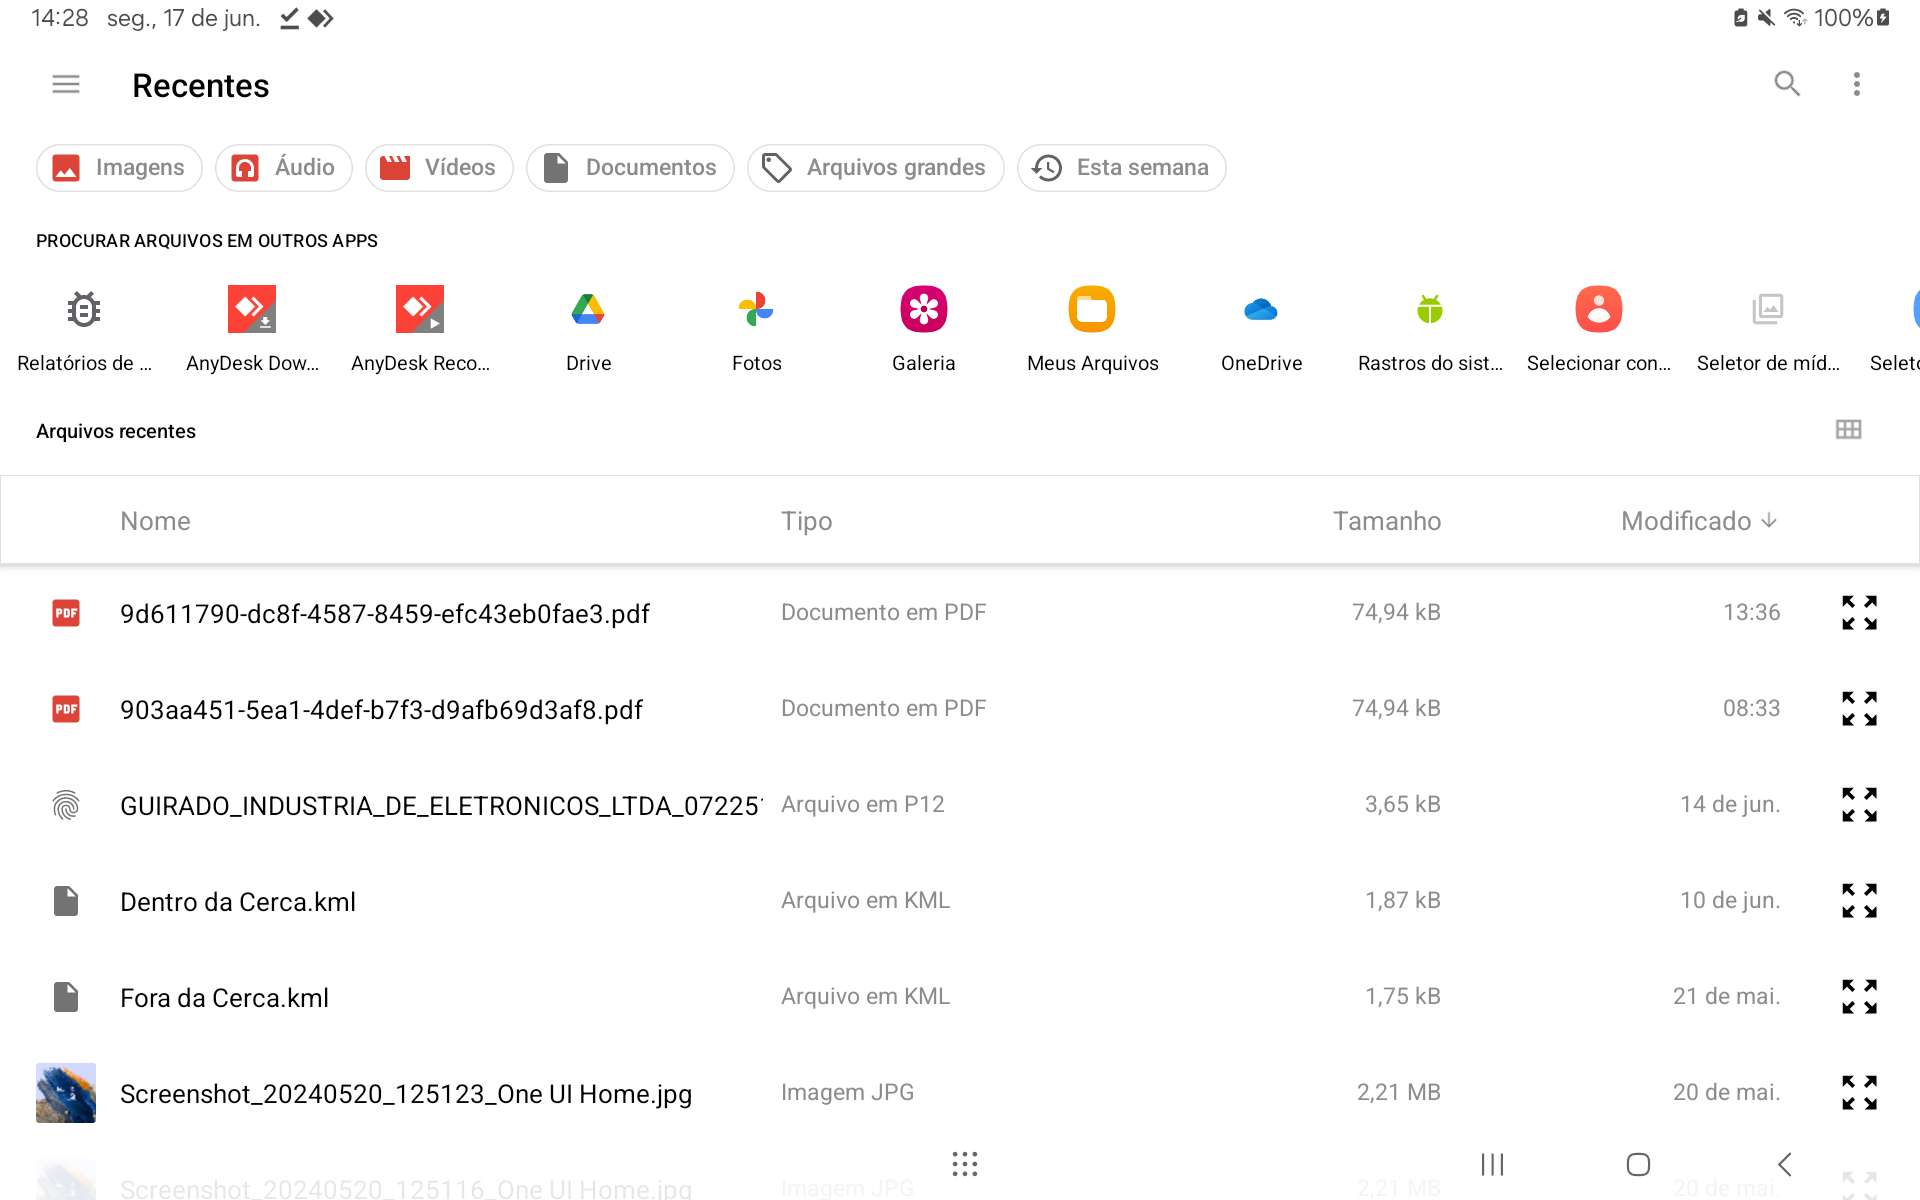 14:28 seg., 17 de jun. 100%
Recentes
Imagens Áudio Vídeos Documentos Arquivos grandes Esta semana
PROCURAR ARQUIVOS EM OUTROS APPS
Relatórios de ... AnyDesk Dow... AnyDesk Reco... Drive Fotos Galeria Meus Arquivos OneDrive Rastros do sist... Selecionar con... Seletor de míd...
Arquivos recentes
Nome Tipo Tamanho Modificado
PDF 9d611790-dc8f-4587-8459-efc43eb0fae3.pdf Documento em PDF 74,94 kB 13:36
PDF 903aa451-5ea1-4def-b7f3-d9afb69d3af8.pdf Documento em PDF 74,94 kB 08:33
GUIRADO_INDUSTRIA_DE_ELETRONICOS_LTDA_07225 Arquivo em P12 3,65 kB 14 de jun.
Dentro da Cerca.kml Arquivo em KML 1,87 kB 10 de jun.
Fora da Cerca.kml Arquivo em KML 1,75 kB 21 de mai.
Screenshot_20240520_125123_One UI Home.jpg Imagem JPG 2,21 MB 20 de mai.
Screenshot_20240520_125116_One UI Home.jpg Imagem JPG 2,21 MB 20 de mai.